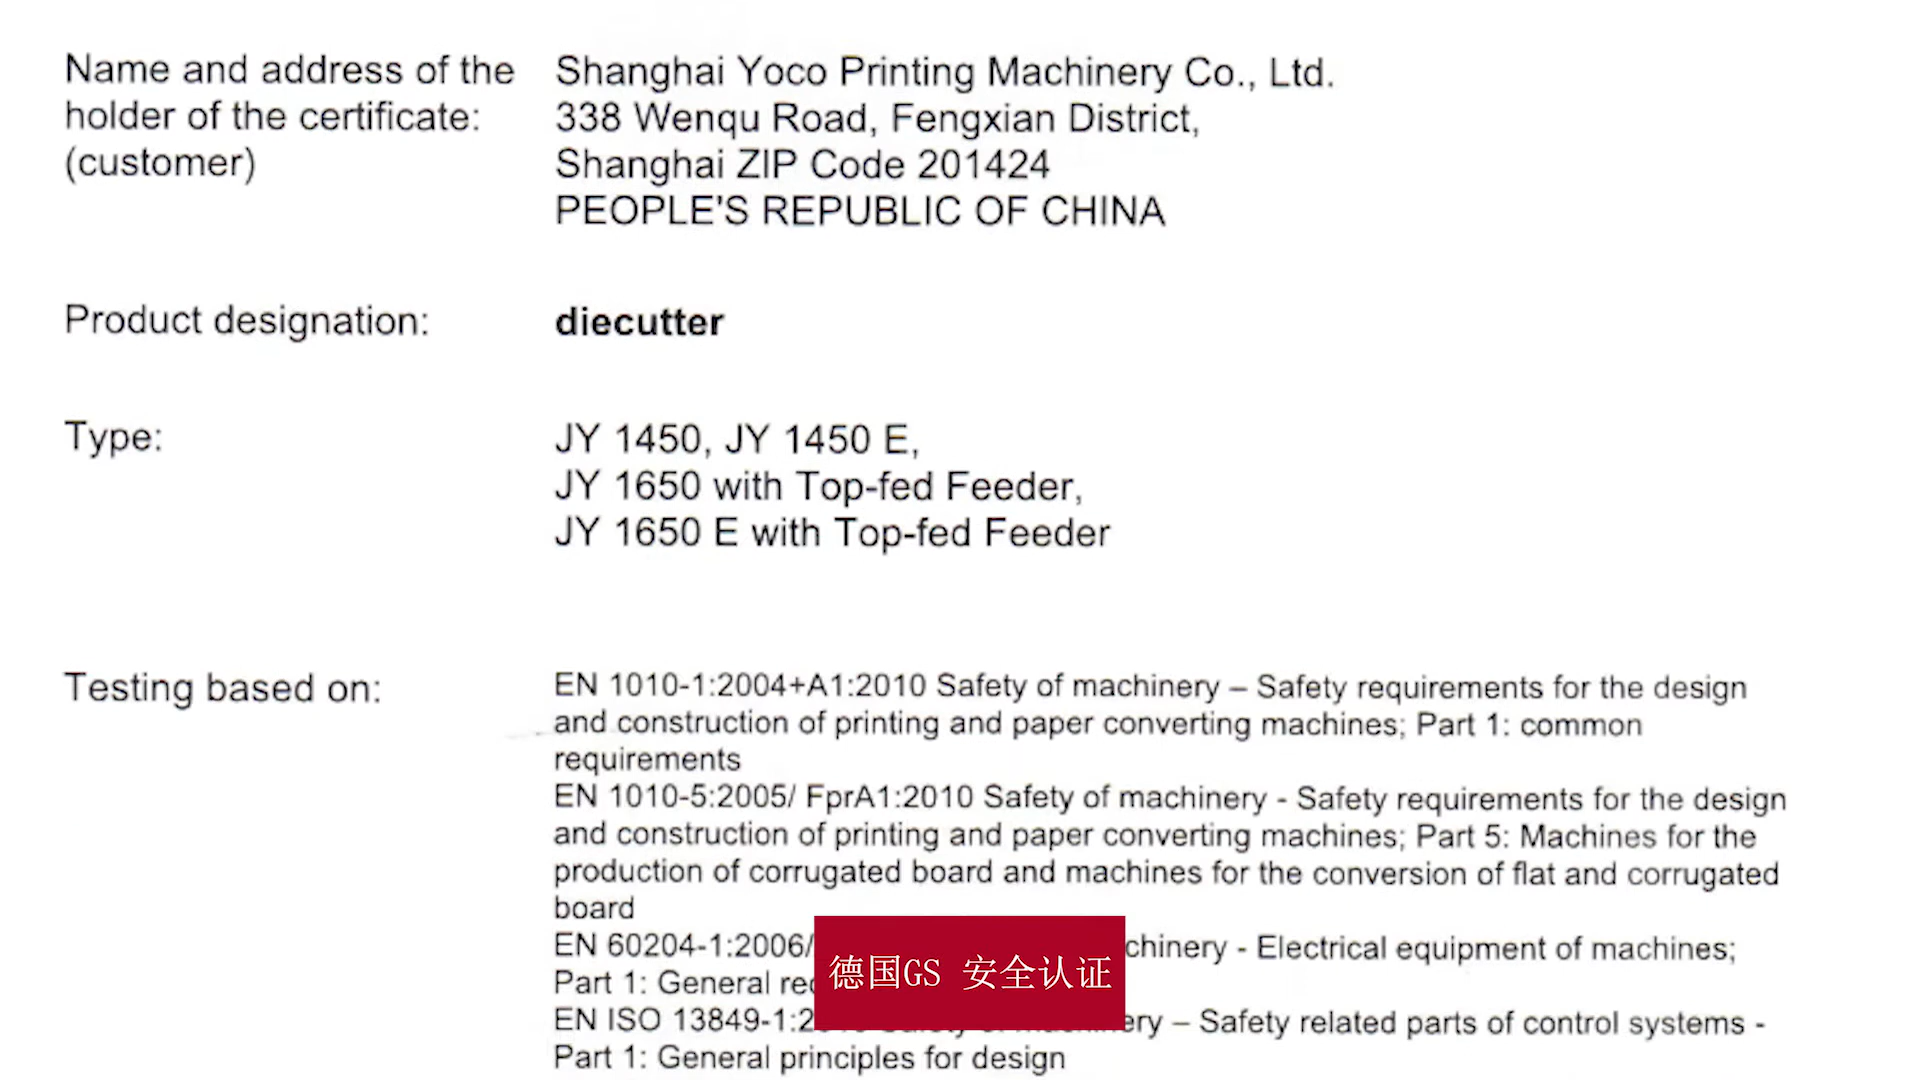 Name and address of the
holder of the certificate:
(customer)
Shanghai Yoco Printing Machinery Co., Ltd.
338 Wenqu Road, Fengxian District,
Shanghai ZIP Code 201424
PEOPLE'S REPUBLIC OF CHINA
Product designation:
diecutter
Type:
JY 1450, JY 1450 E,
JY 1650 with Top-fed Feeder,
JY 1650 E with Top-fed Feeder
Testing based on:
EN 1010-1:2004+A1:2010 Safety of machinery – Safety requirements for the design
and construction of printing and paper converting machines; Part 1: common
requirements
EN 1010-5:2005/ FprA1:2010 Safety of machinery - Safety requirements for the design
and construction of printing and paper converting machines; Part 5: Machines for the
production of corrugated board and machines for the conversion of flat and corrugated
board
EN 60204-1:2006/ chinery - Electrical equipment of machines;
Part 1: General
EN ISO 13849-1:2 ery – Safety related parts of control systems -
Part 1: General principles for design
德国GS 安全认证